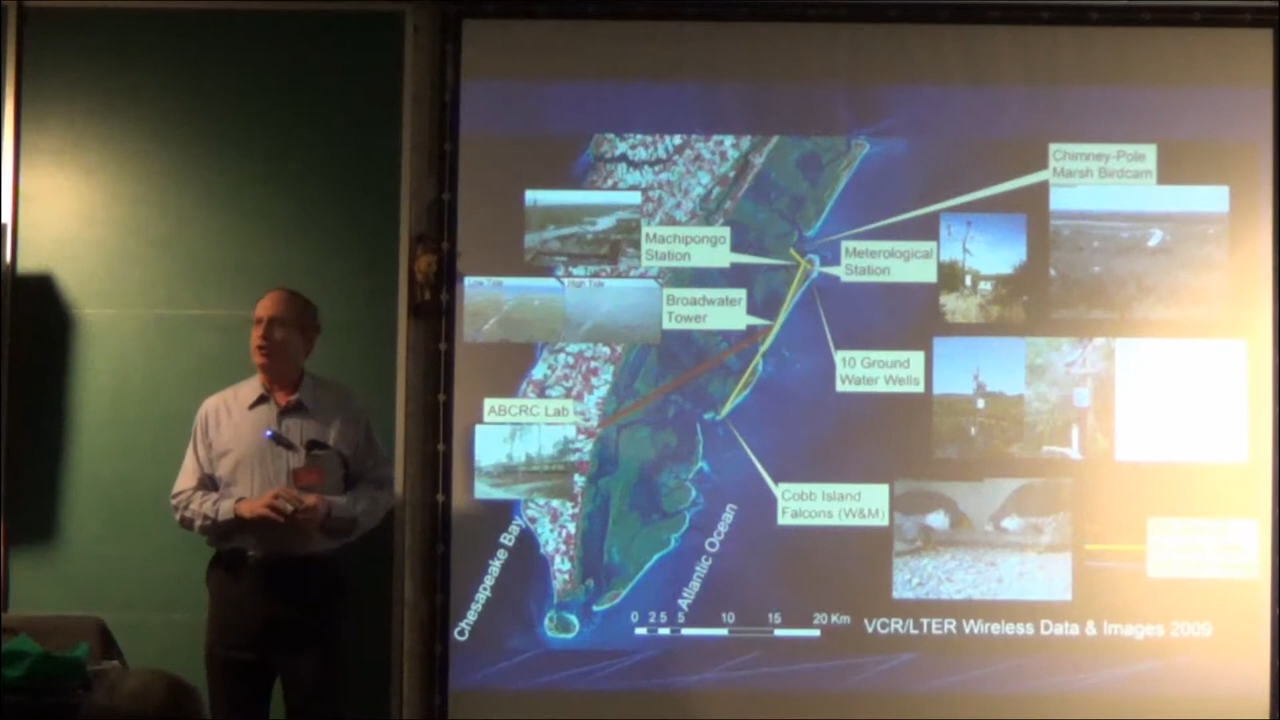 Chimney-Pole
Marsh Birdcam
Machipongo
Station
Meterological
Station
Low Tide
High Tide
Broadwater
Tower
10 Ground
Water Wells
ABCRC Lab
Cobb Island
Falcons (W&M)
Chesapeake Bay
Atlantic Ocean
0 2.5 5 10 15 20 Km
VCR/LTER Wireless Data & Images 2009